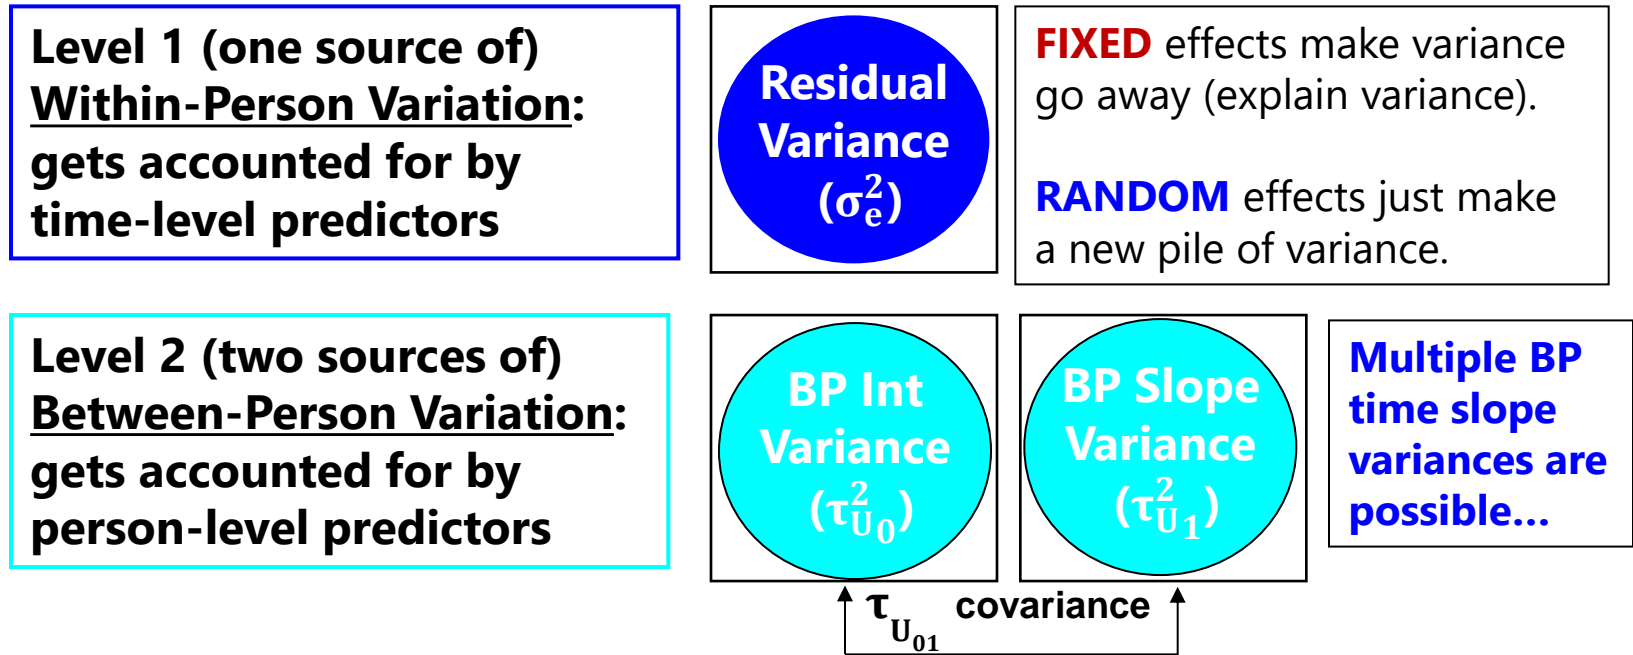 Level 1 (one source of)
Within-Person Variation:
gets accounted for by
time-level predictors
Residual
Variance
(σ²ₑ)
FIXED effects make variance
go away (explain variance).
RANDOM effects just make
a new pile of variance.
Level 2 (two sources of)
Between-Person Variation:
gets accounted for by
person-level predictors
BP Int
Variance
(τ²_U₀)
BP Slope
Variance
(τ²_U₁)
Multiple BP
time slope
variances are
possible…
τ_U₀₁ covariance